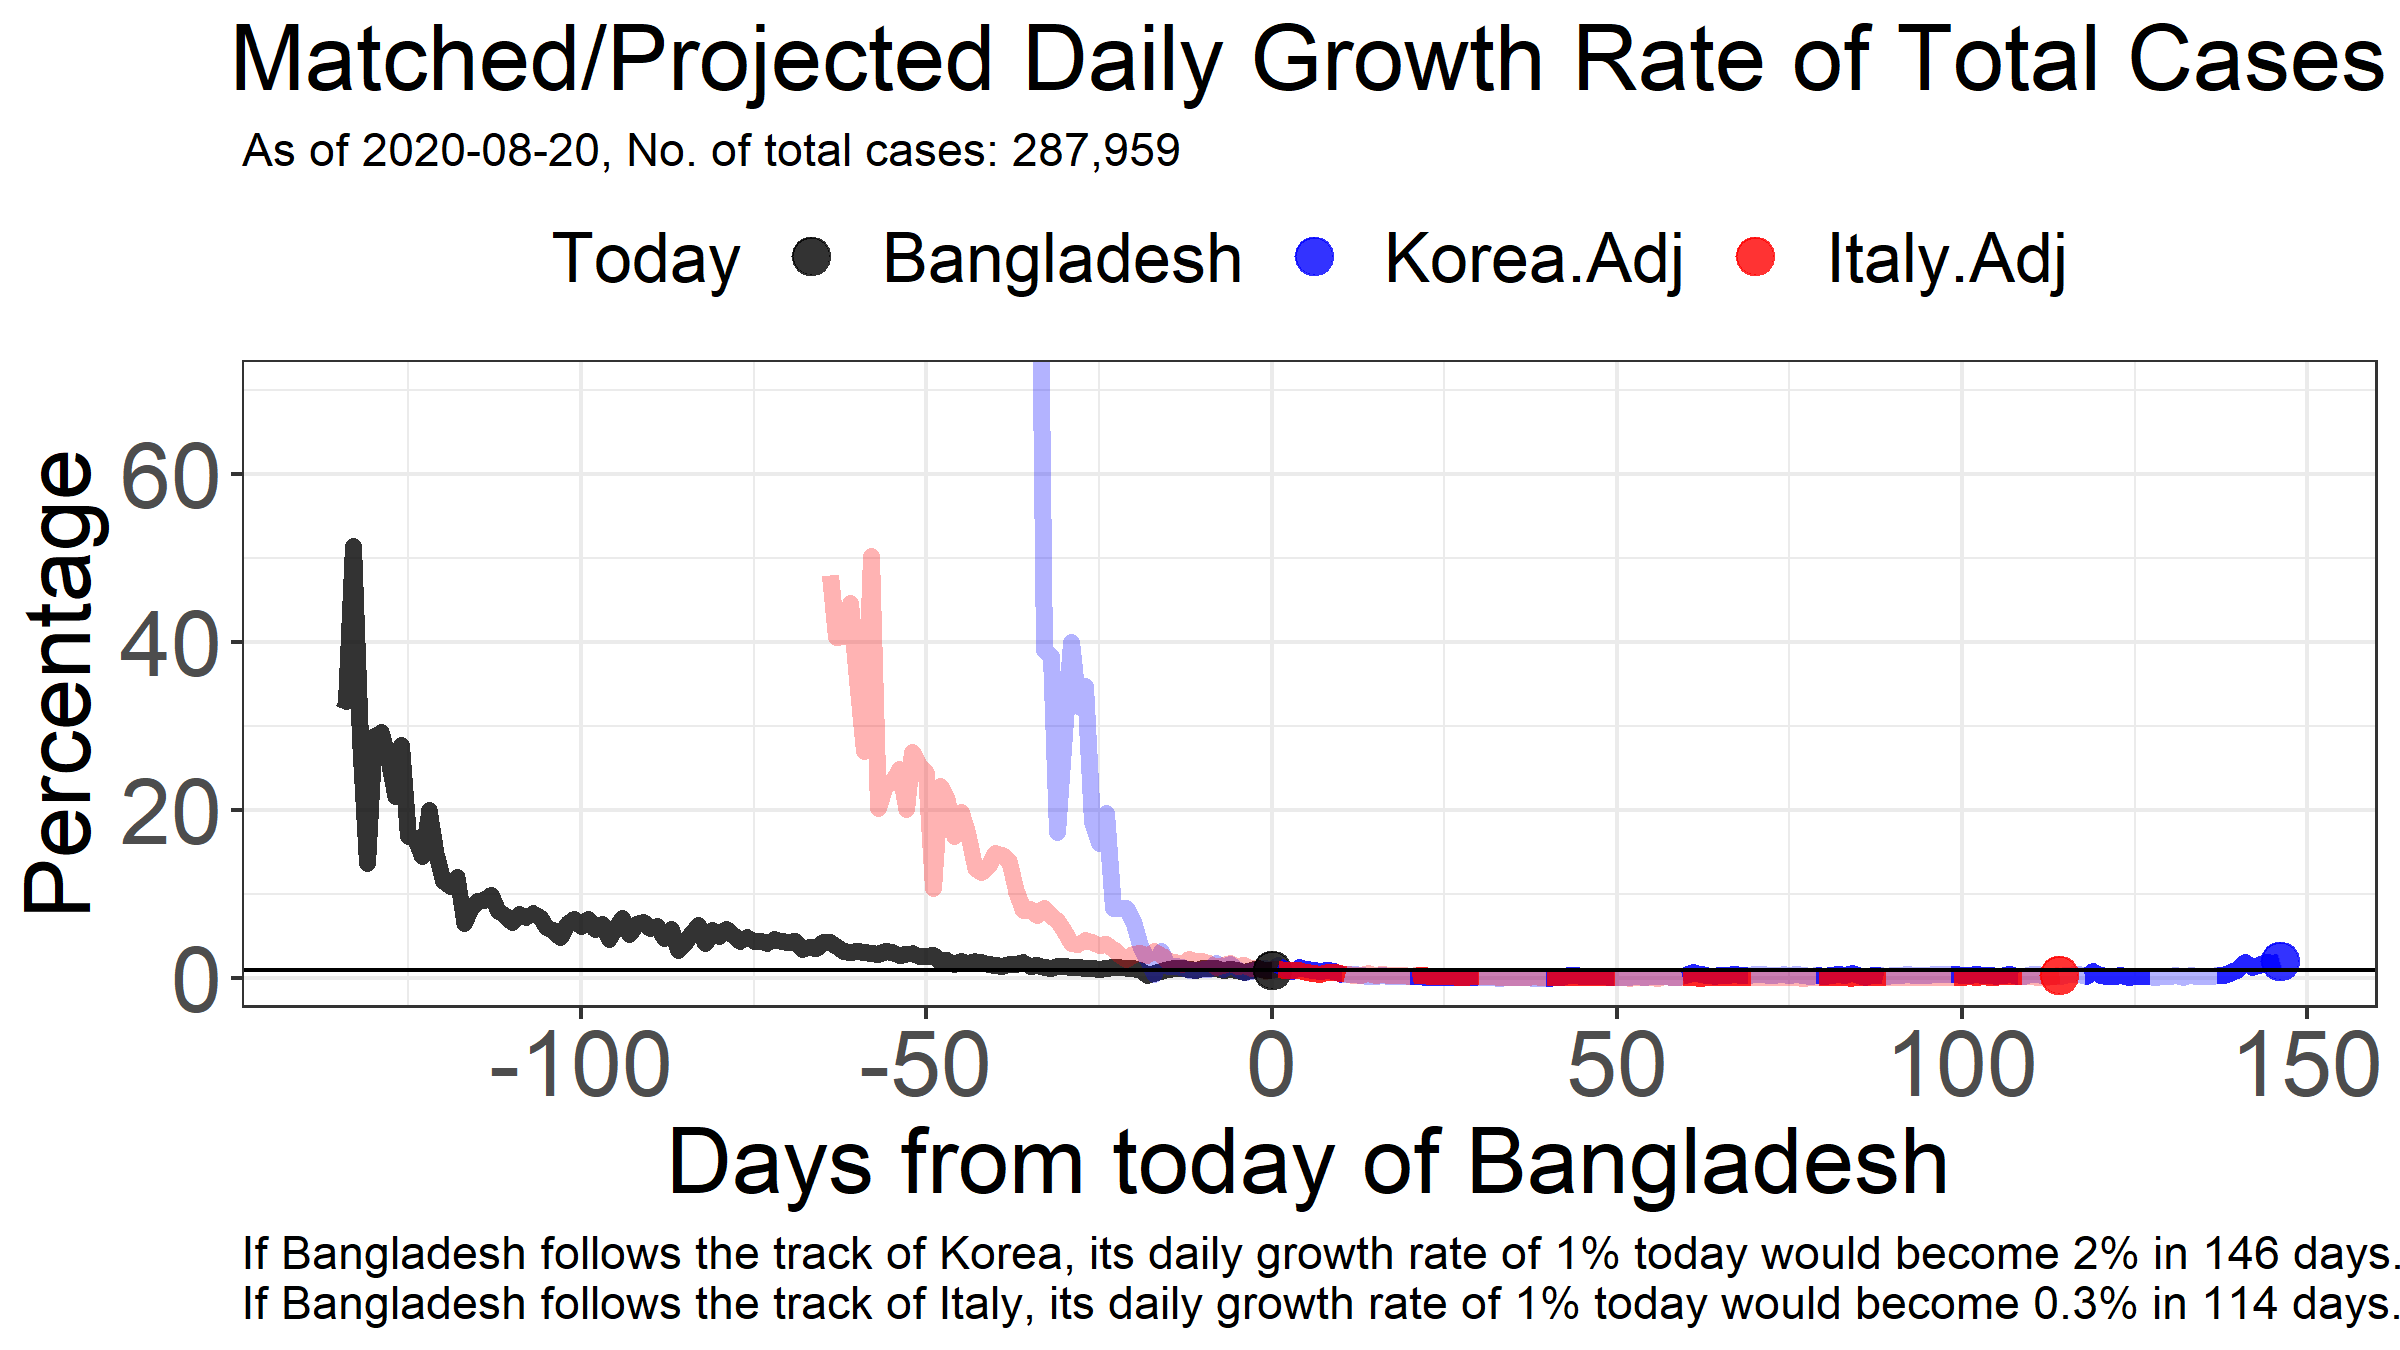 Matched/Projected Daily Growth Rate of Total Cases
As of 2020-08-20, No. of total cases: 287,959
Today Bangladesh Korea.Adj Italy.Adj
Percentage
60
40
20
0
-100 -50 0 50 100 150
Days from today of Bangladesh
If Bangladesh follows the track of Korea, its daily growth rate of 1% today would become 2% in 146 days.
If Bangladesh follows the track of Italy, its daily growth rate of 1% today would become 0.3% in 114 days.